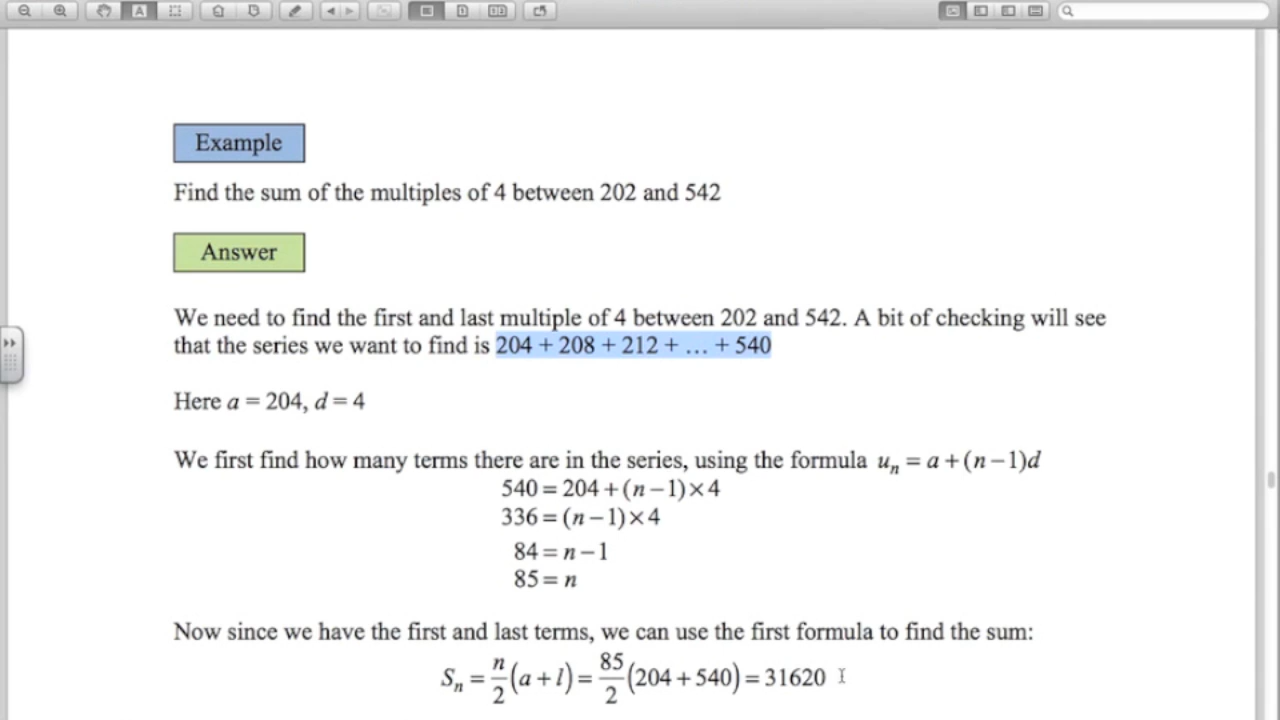 Example
Find the sum of the multiples of 4 between 202 and 542
Answer
We need to find the first and last multiple of 4 between 202 and 542. A bit of checking will see
that the series we want to find is 204 + 208 + 212 + … + 540
Here a = 204, d = 4
We first find how many terms there are in the series, using the formula uₙ = a + (n − 1)d
540 = 204 + (n − 1) × 4
336 = (n − 1) × 4
84 = n − 1
85 = n
Now since we have the first and last terms, we can use the first formula to find the sum:
Sₙ = n/2 (a + l) = 85/2 (204 + 540) = 31620